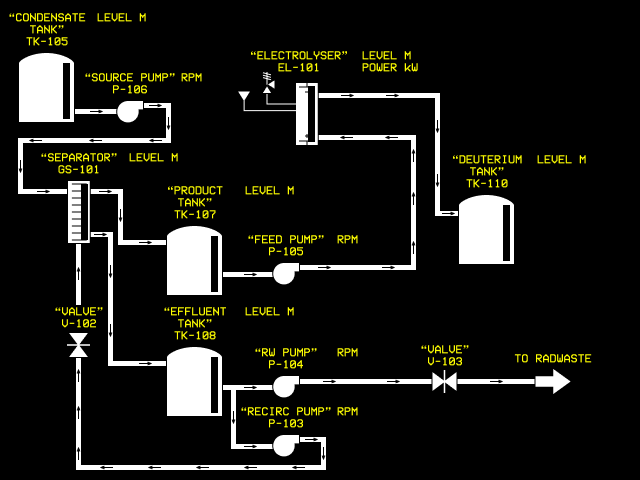 “CONDENSATE LEVEL M
TANK”
TK-105
“SOURCE PUMP” RPM
P-106
“ELECTROLYSER” LEVEL M
EL-101 POWER kW
“SEPARATOR” LEVEL M
GS-101
“DEUTERIUM LEVEL M
TANK”
TK-110
“PRODUCT LEVEL M
TANK”
TK-107
“FEED PUMP” RPM
P-105
“VALVE”
V-102
“EFFLUENT LEVEL M
TANK”
TK-108
“RW PUMP” RPM
P-104
“VALVE”
V-103
TO RADWASTE
“RECIRC PUMP” RPM
P-103